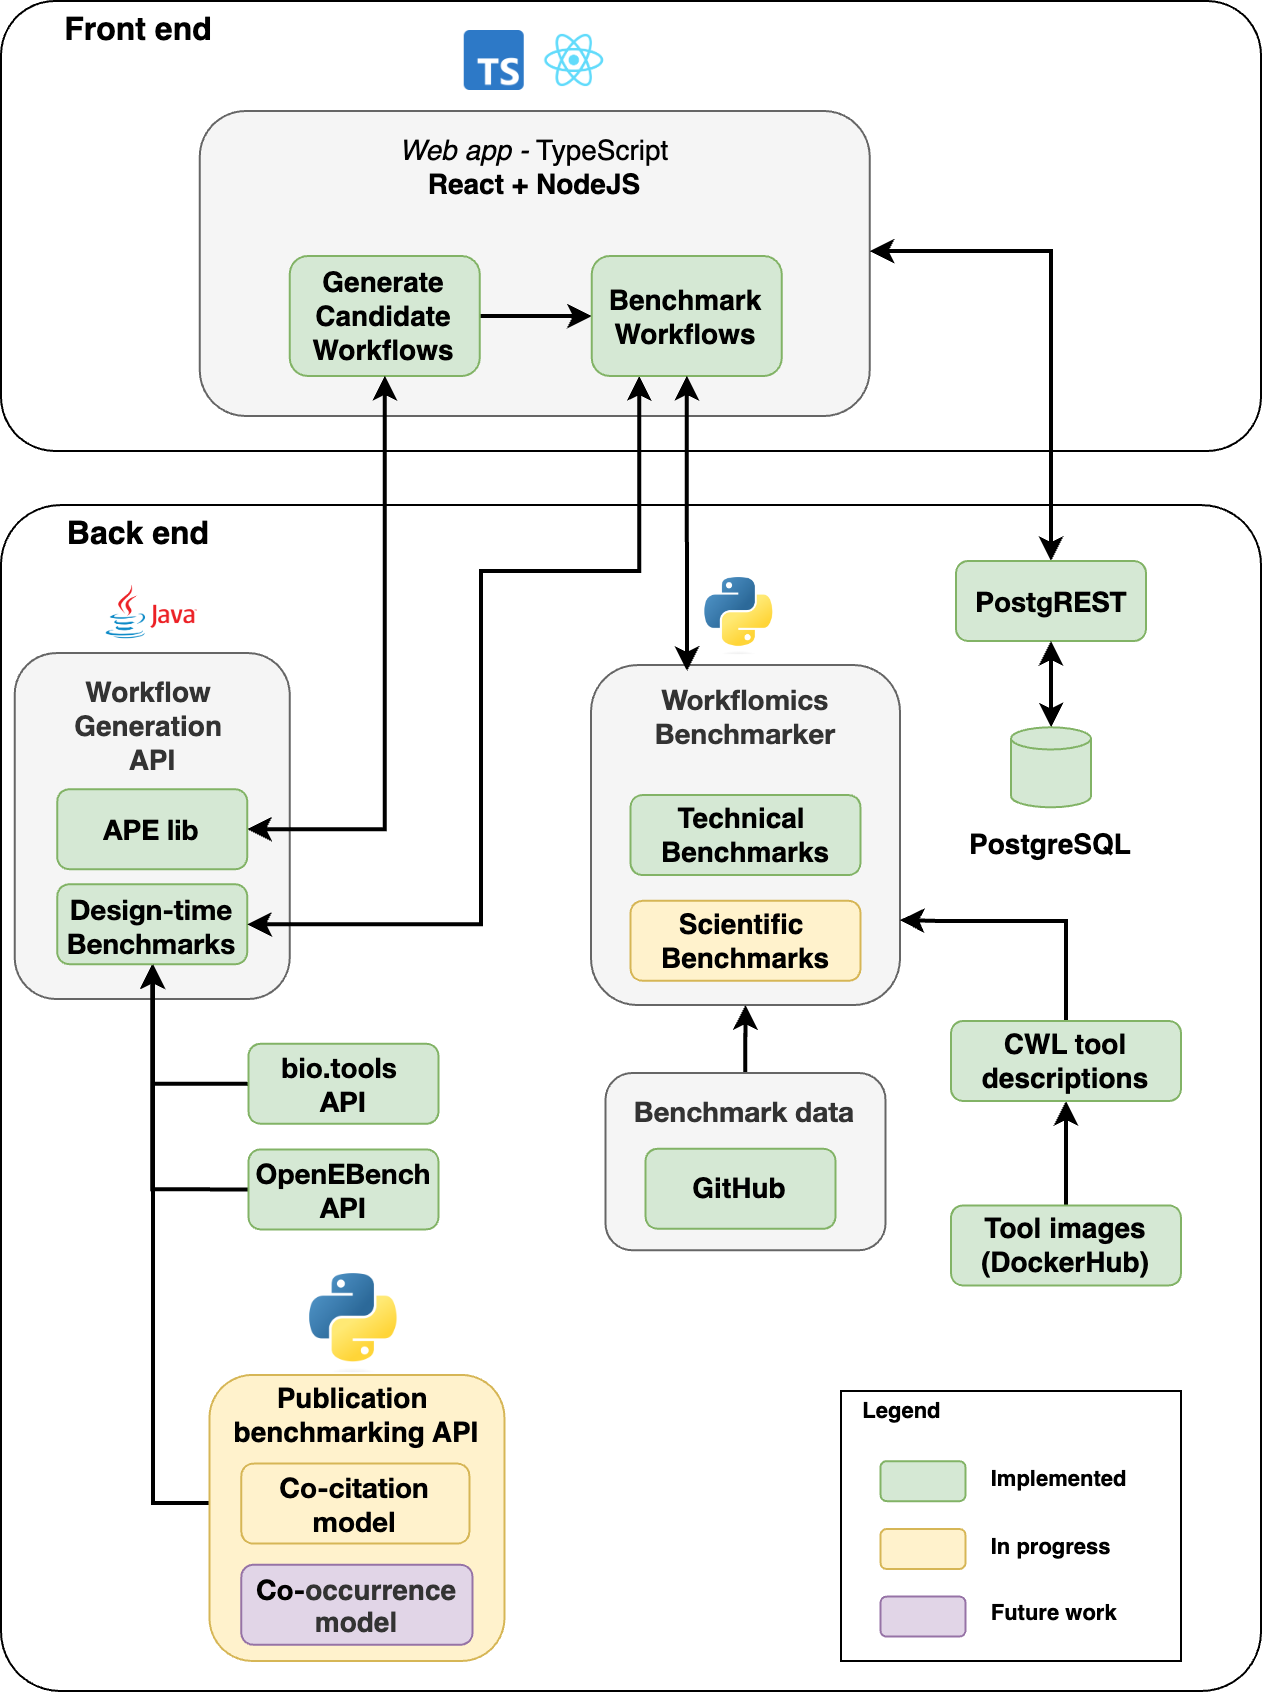 Front end
TS
Web app - TypeScript
React + NodeJS
Generate
Candidate
Workflows
Benchmark
Workflows
Back end
Java
PostgREST
Workflow
Generation
API
Workflomics
Benchmarker
APE lib
Technical
Benchmarks
PostgreSQL
Design-time
Benchmarks
Scientific
Benchmarks
bio.tools
API
CWL tool
descriptions
Benchmark data
OpenEBench
API
GitHub
Tool images
(DockerHub)
Publication
benchmarking API
Co-citation
model
Co-occurrence
model
Legend
Implemented
In progress
Future work